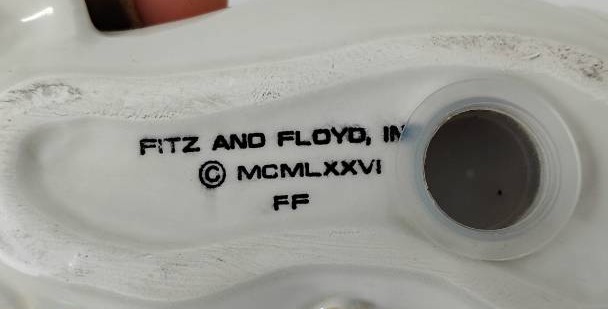 FITZ AND FLOYD, IN
© MCMLXXVI
FF